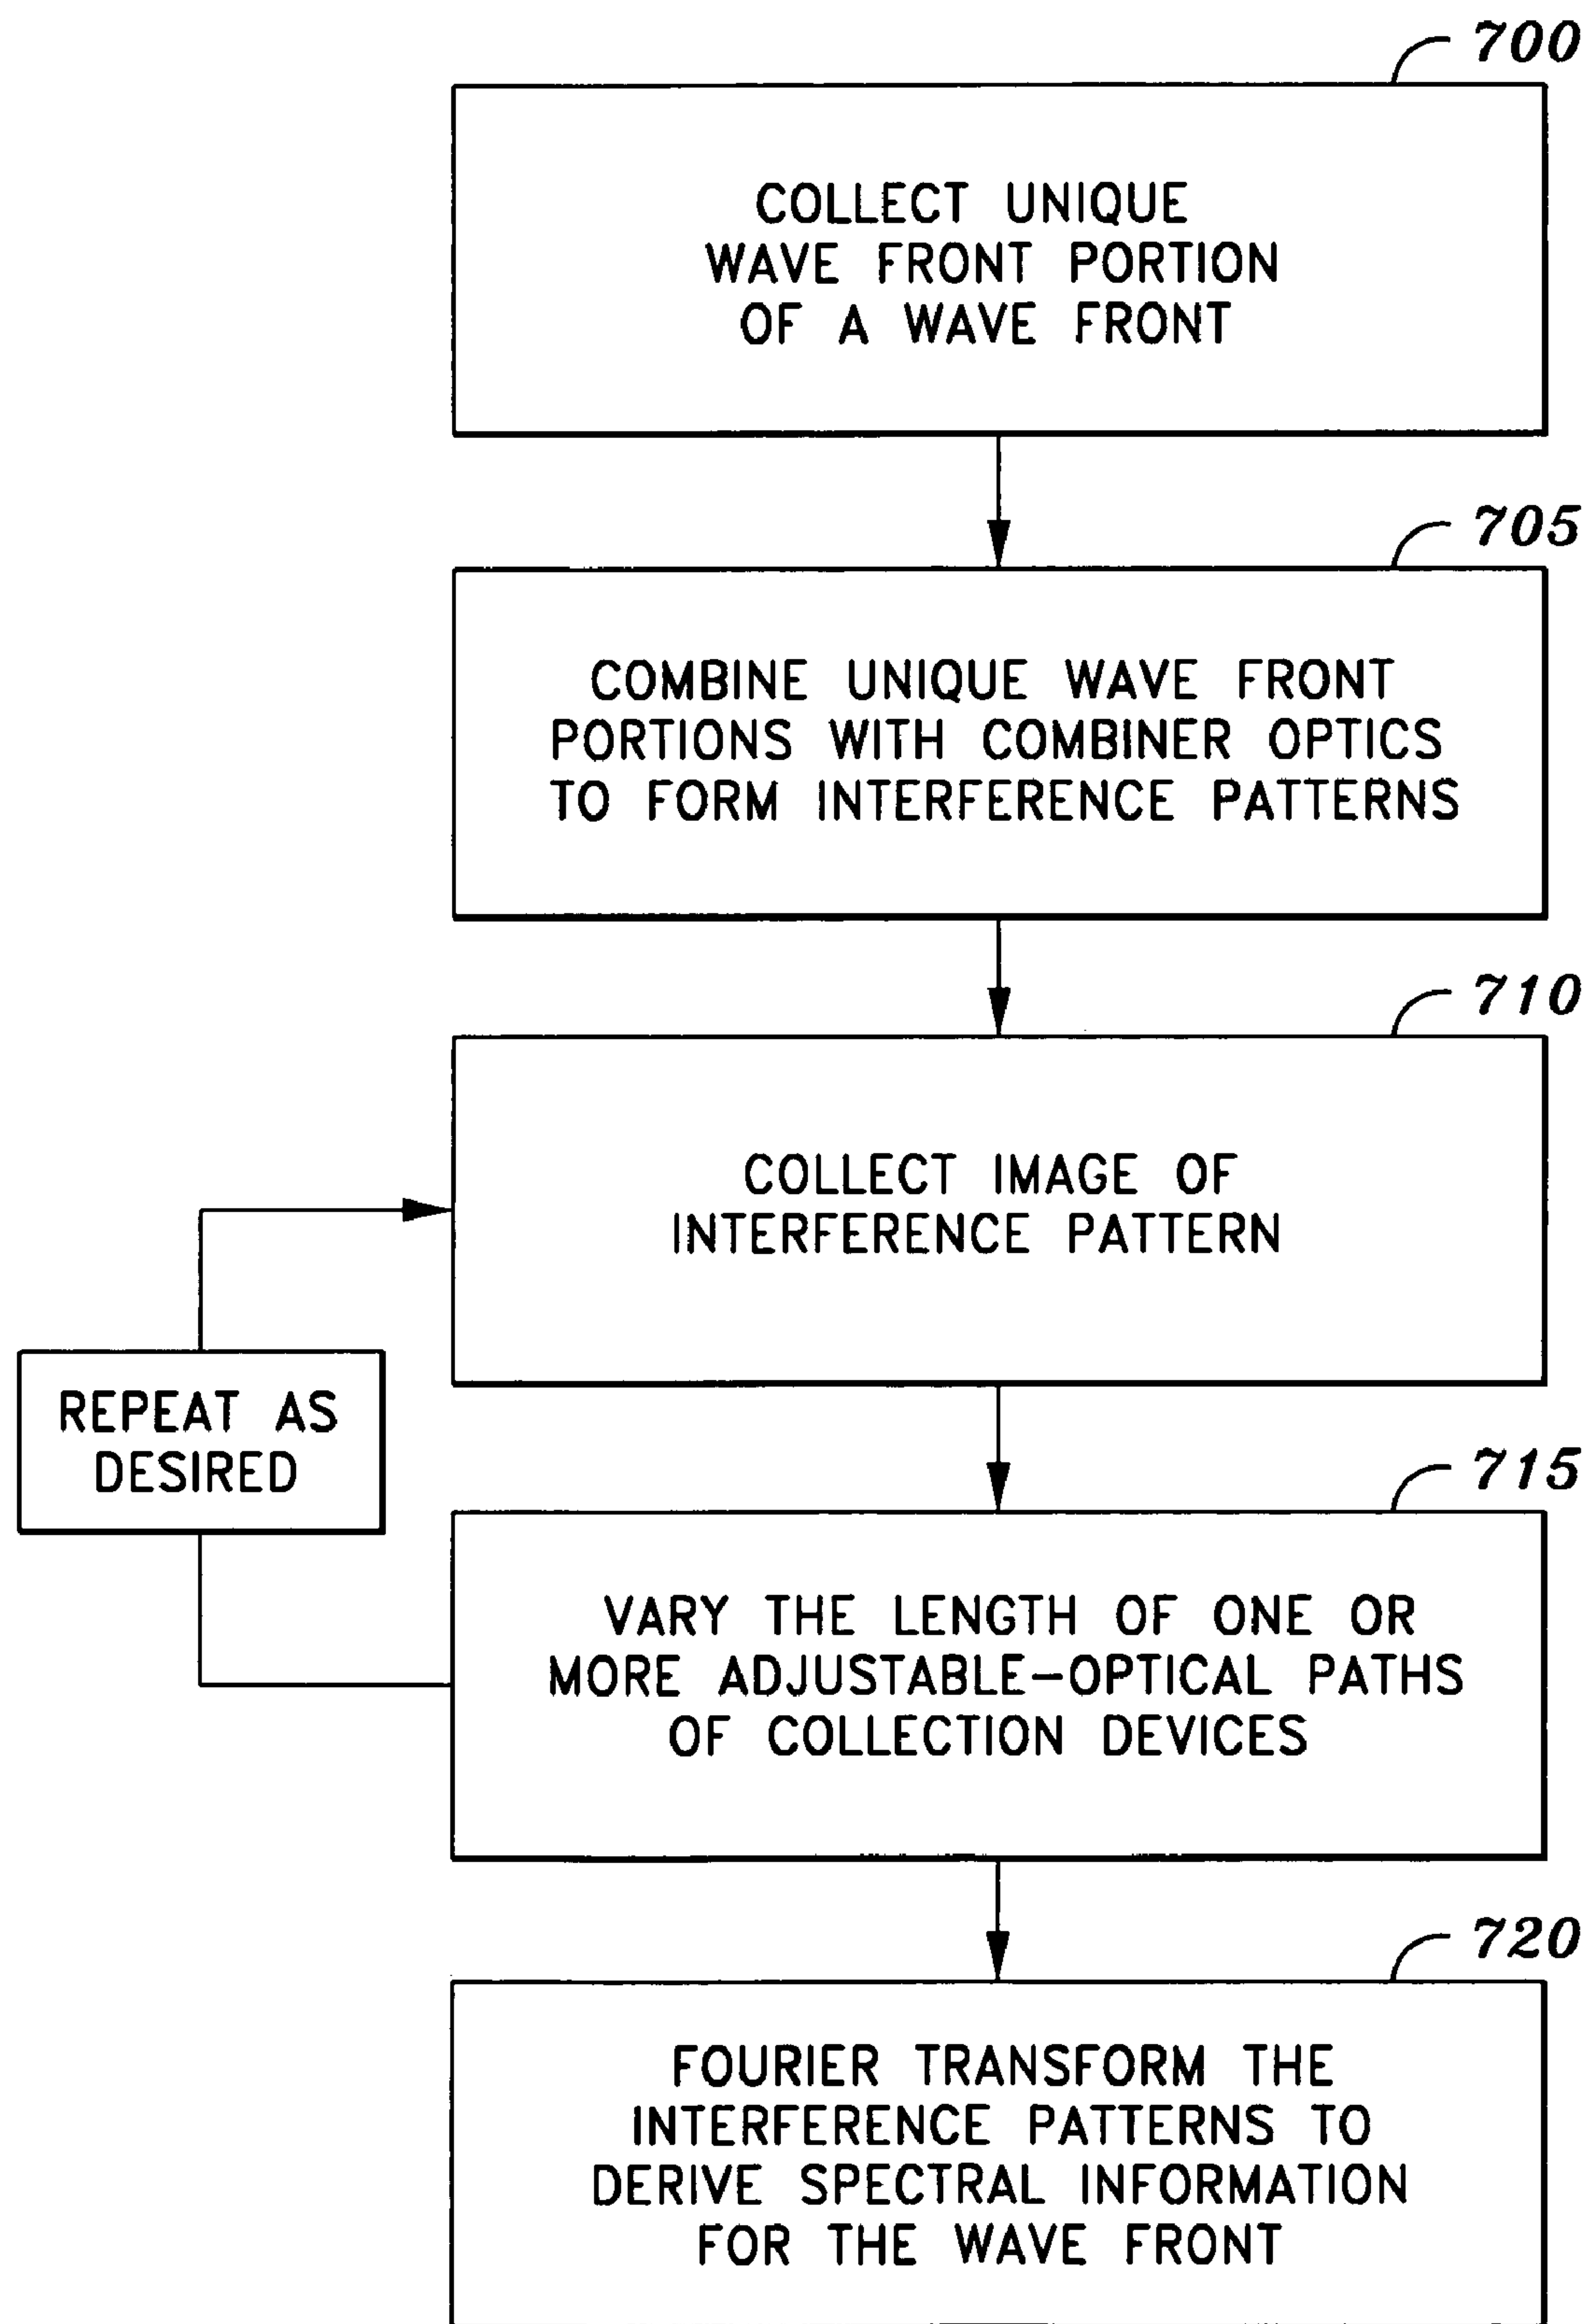 700
COLLECT UNIQUE
WAVE FRONT PORTION
OF A WAVE FRONT
705
COMBINE UNIQUE WAVE FRONT
PORTIONS WITH COMBINER OPTICS
TO FORM INTERFERENCE PATTERNS
710
COLLECT IMAGE OF
INTERFERENCE PATTERN
REPEAT AS
DESIRED
715
VARY THE LENGTH OF ONE OR
MORE ADJUSTABLE-OPTICAL PATHS
OF COLLECTION DEVICES
720
FOURIER TRANSFORM THE
INTERFERENCE PATTERNS TO
DERIVE SPECTRAL INFORMATION
FOR THE WAVE FRONT